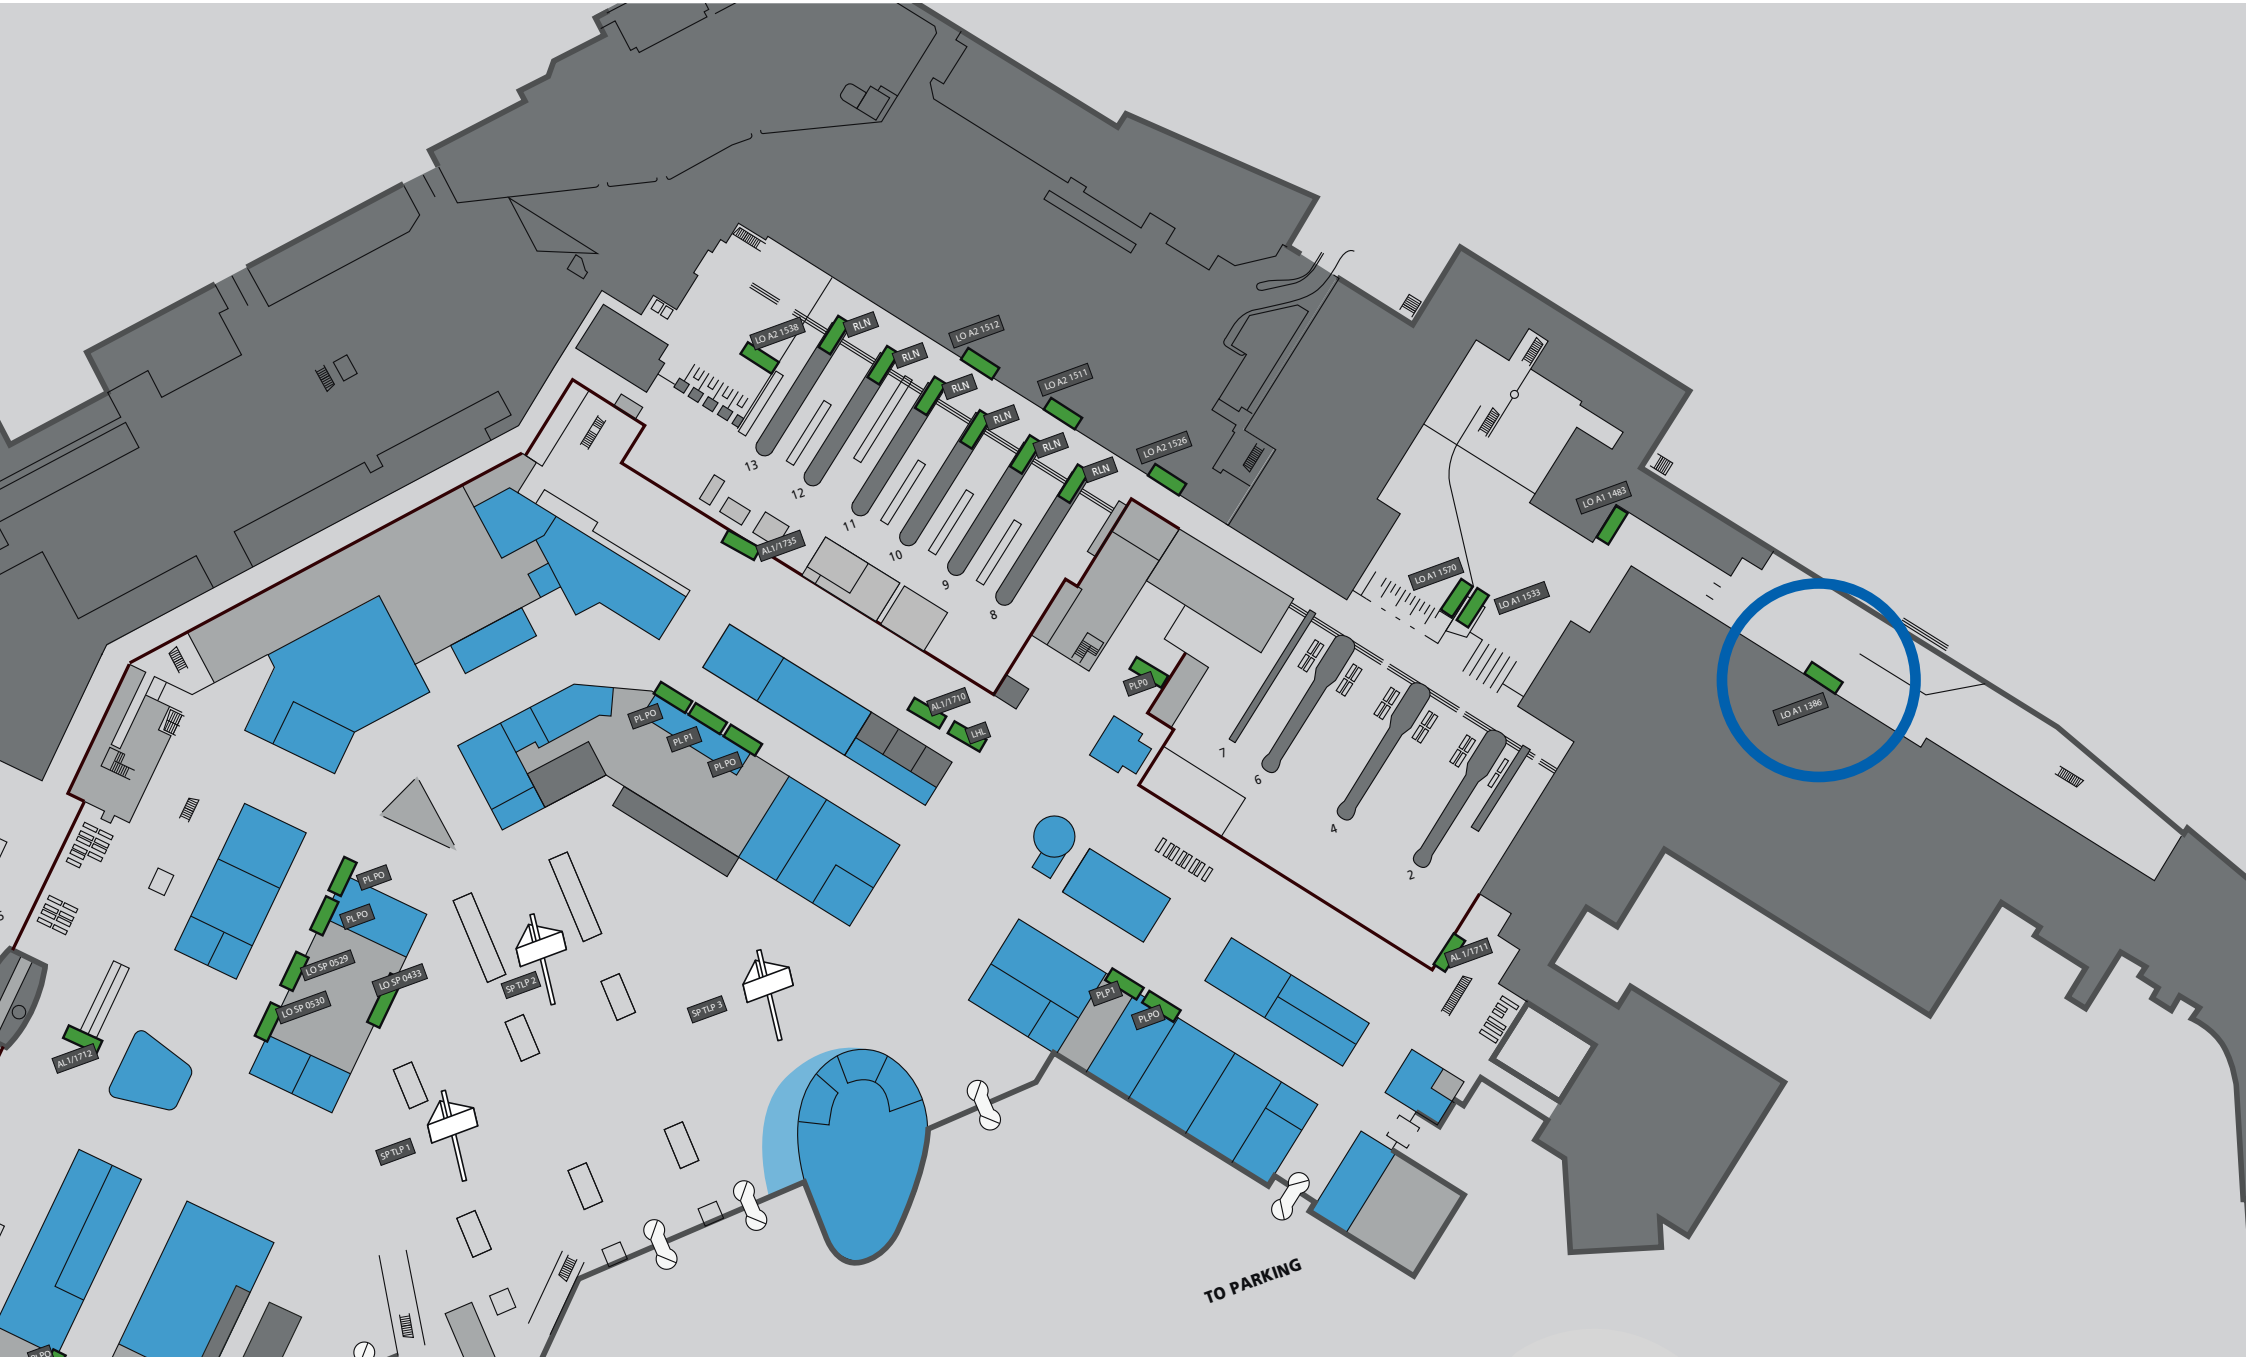 LO A2 1538
RLN
LO A2 1512
RLN
RLN
LO A2 1511
RLN
RLN
LO A2 1526
RLN
13
12
11
10
9
8
AL1/1735
LO A1 1483
LO A1 1570
LO A1 1533
PLP0
AL1/1710
LHL
LO A1 1386
PL PO
PL P1
PL PO
7
6
4
2
PL PO
PL PO
LO SP 0529
LO SP 0433
LO SP 0530
AL1/1712
SP TLP 2
SP TLP 3
SP TLP 1
AL 1/1711
PLP1
PLPO
TO PARKING
PLPO